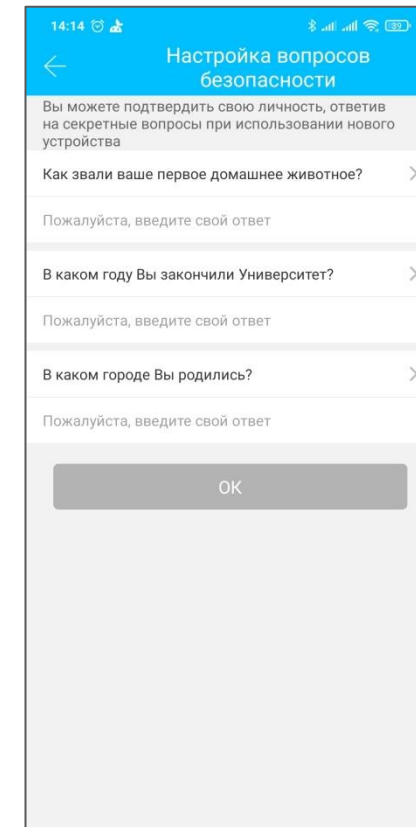 14:14
39
Настройка вопросов
безопасности
Вы можете подтвердить свою личность, ответив
на секретные вопросы при использовании нового
устройства
Как звали ваше первое домашнее животное?
Пожалуйста, введите свой ответ
В каком году Вы закончили Университет?
Пожалуйста, введите свой ответ
В каком городе Вы родились?
Пожалуйста, введите свой ответ
ОК